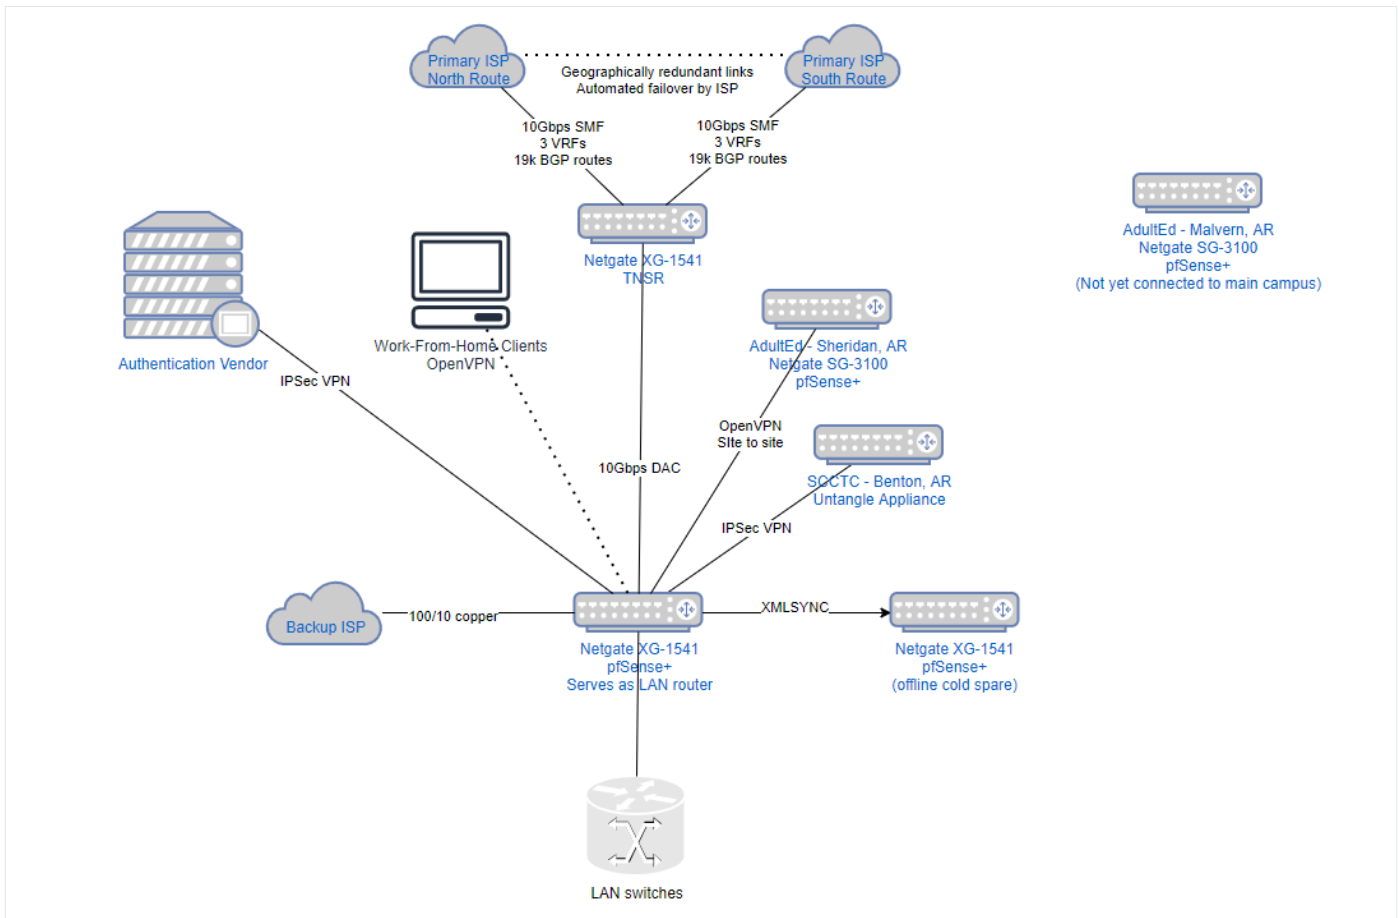 Primary ISP
North Route
Geographically redundant links
Automated failover by ISP
Primary ISP
South Route
10Gbps SMF
3 VRFs
19k BGP routes
10Gbps SMF
3 VRFs
19k BGP routes
Netgate XG-1541
TNSR
AdultEd - Malvern, AR
Netgate SG-3100
pfSense+
(Not yet connected to main campus)
Authentication Vendor
Work-From-Home Clients
OpenVPN
AdultEd - Sheridan, AR
Netgate SG-3100
pfSense+
IPSec VPN
OpenVPN
SIte to site
10Gbps DAC
SCCTC - Benton, AR
Untangle Appliance
IPSec VPN
Backup ISP
100/10 copper
XMLSYNC
Netgate XG-1541
pfSense+
Serves as LAN router
Netgate XG-1541
pfSense+
(offline cold spare)
LAN switches